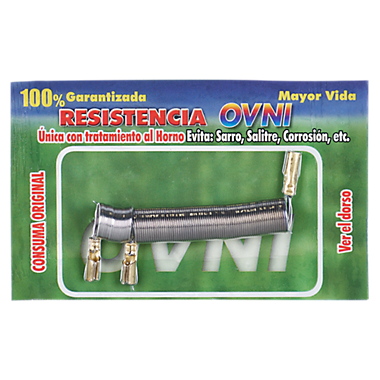 100% Garantizada
Mayor Vida
RESISTENCIA OVNI
Única con tratamiento al Horno Evita: Sarro, Salitre, Corrosión, etc.
CONSUMA ORIGINAL
Ver el dorso
OVNI